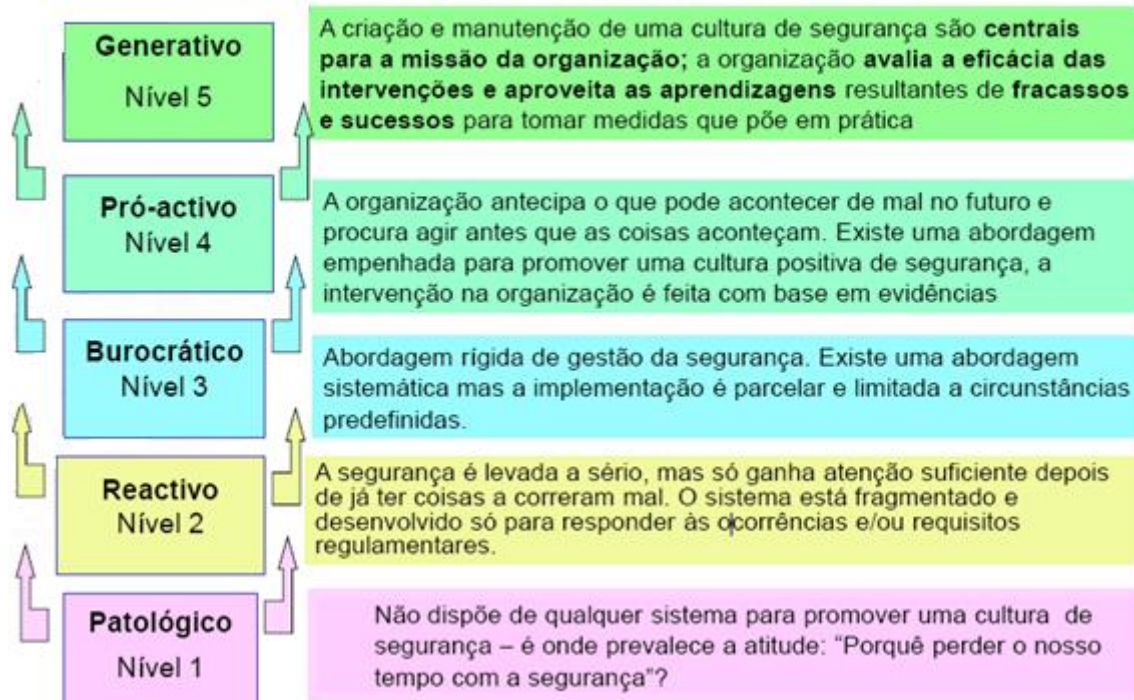 Generativo
Nível 5
A criação e manutenção de uma cultura de segurança são centrais
para a missão da organização; a organização avalia a eficácia das
intervenções e aproveita as aprendizagens resultantes de fracassos
e sucessos para tomar medidas que põe em prática
Pró-activo
Nível 4
A organização antecipa o que pode acontecer de mal no futuro e
procura agir antes que as coisas aconteçam. Existe uma abordagem
empenhada para promover uma cultura positiva de segurança, a
intervenção na organização é feita com base em evidências
Burocrático
Nível 3
Abordagem rígida de gestão da segurança. Existe uma abordagem
sistemática mas a implementação é parcelar e limitada a circunstâncias
predefinidas.
Reactivo
Nível 2
A segurança é levada a sério, mas só ganha atenção suficiente depois
de já ter coisas a correram mal. O sistema está fragmentado e
desenvolvido só para responder às ocorrências e/ou requisitos
regulamentares.
Patológico
Nível 1
Não dispõe de qualquer sistema para promover uma cultura de
segurança – é onde prevalece a atitude: “Porquê perder o nosso
tempo com a segurança”?